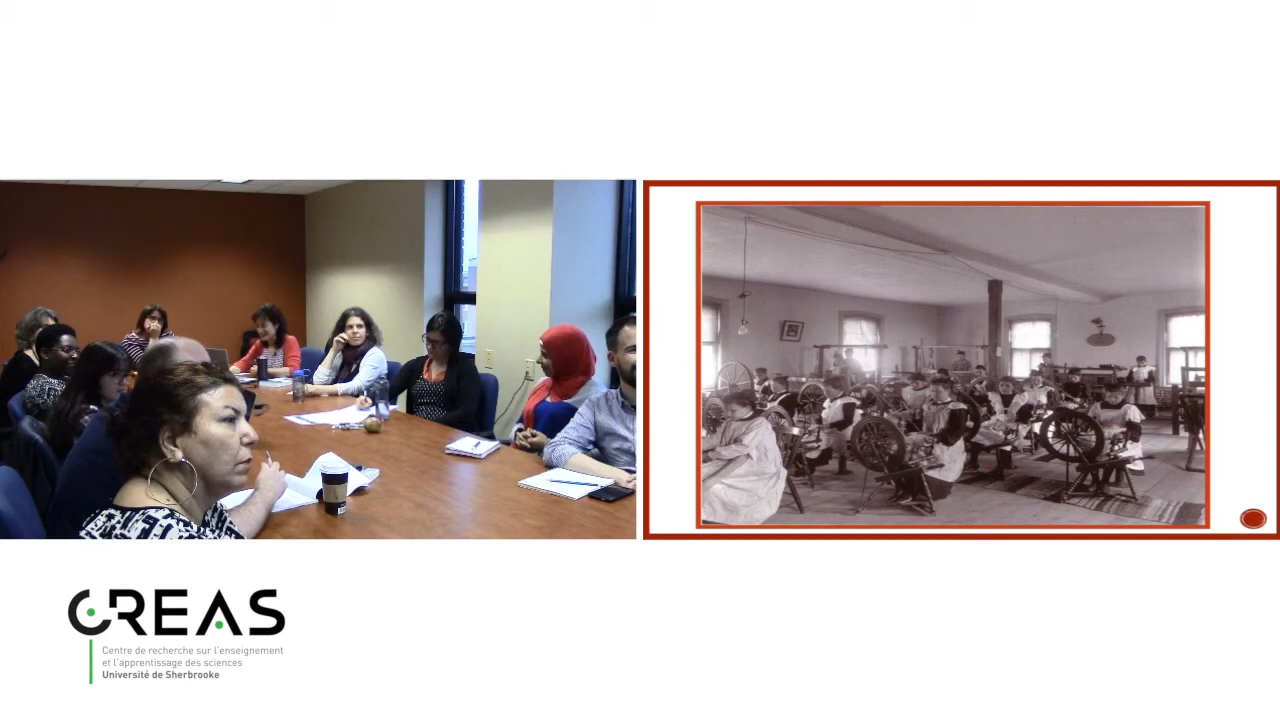 CREAS
Centre de recherche sur l'enseignement
et l'apprentissage des sciences
Université de Sherbrooke